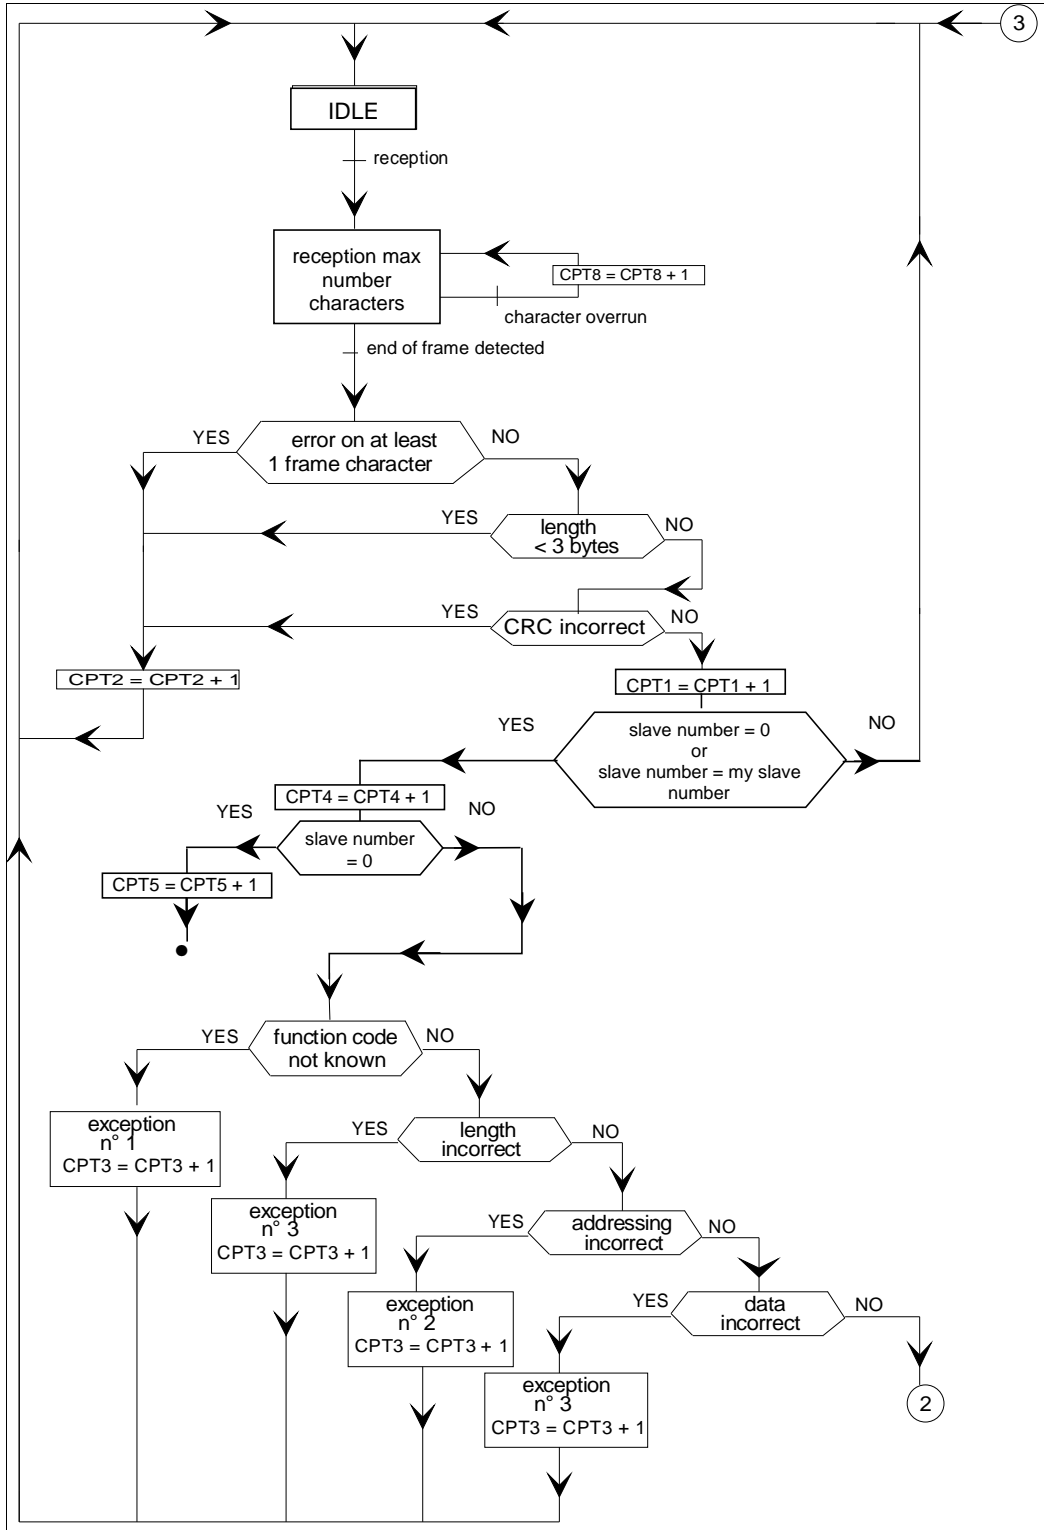 3
IDLE
reception
reception max
number
characters
CPT8 = CPT8 + 1
character overrun
end of frame detected
YES
error on at least
1 frame character
NO
YES
length
< 3 bytes
NO
YES
CRC incorrect
NO
CPT2 = CPT2 + 1
CPT1 = CPT1 + 1
YES
slave number = 0
or
slave number = my slave
number
NO
CPT4 = CPT4 + 1
YES
slave number
= 0
NO
CPT5 = CPT5 + 1
YES
function code
not known
NO
exception
n° 1
CPT3 = CPT3 + 1
YES
length
incorrect
NO
exception
n° 3
CPT3 = CPT3 + 1
YES
addressing
incorrect
NO
exception
n° 2
CPT3 = CPT3 + 1
YES
data
incorrect
NO
exception
n° 3
CPT3 = CPT3 + 1
2